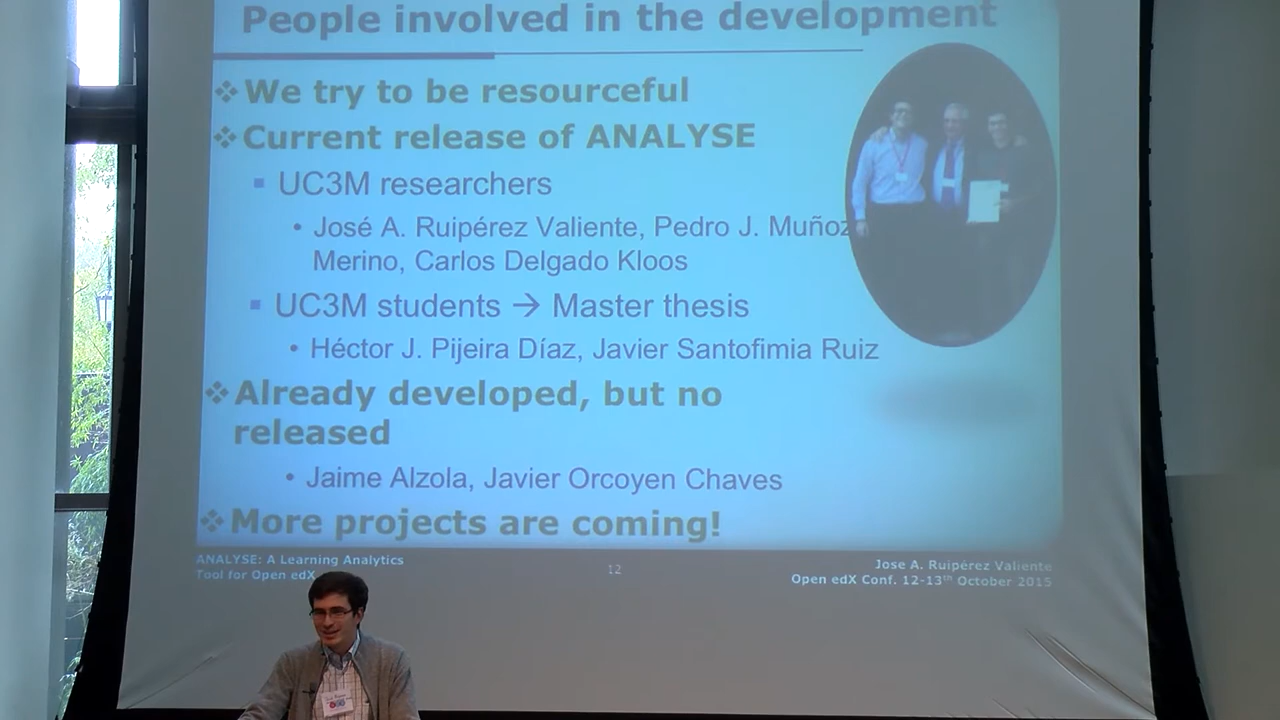 People involved in the development
❖ We try to be resourceful
❖ Current release of ANALYSE
▪ UC3M researchers
• José A. Ruipérez Valiente, Pedro J. Muñoz
Merino, Carlos Delgado Kloos
▪ UC3M students → Master thesis
• Héctor J. Pijeira Díaz, Javier Santofimia Ruiz
❖ Already developed, but no
released
• Jaime Alzola, Javier Orcoyen Chaves
❖ More projects are coming!
ANALYSE: A Learning Analytics
Tool for Open edX
12
Jose A. Ruipérez Valiente
Open edX Conf. 12-13th October 2015